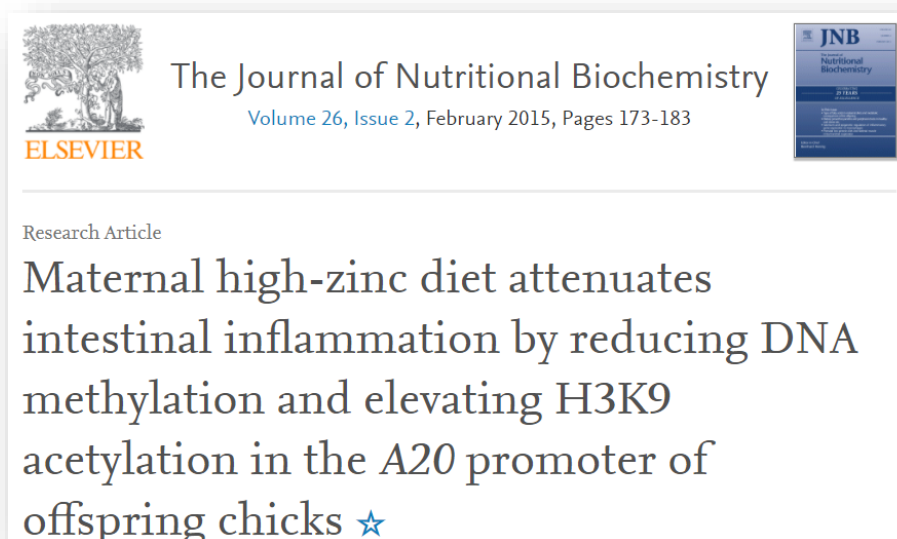 The Journal of Nutritional Biochemistry
Volume 26, Issue 2, February 2015, Pages 173-183
ELSEVIER
JNB
Nutritional
Biochemistry
Research Article
Maternal high-zinc diet attenuates
intestinal inflammation by reducing DNA
methylation and elevating H3K9
acetylation in the A20 promoter of
offspring chicks